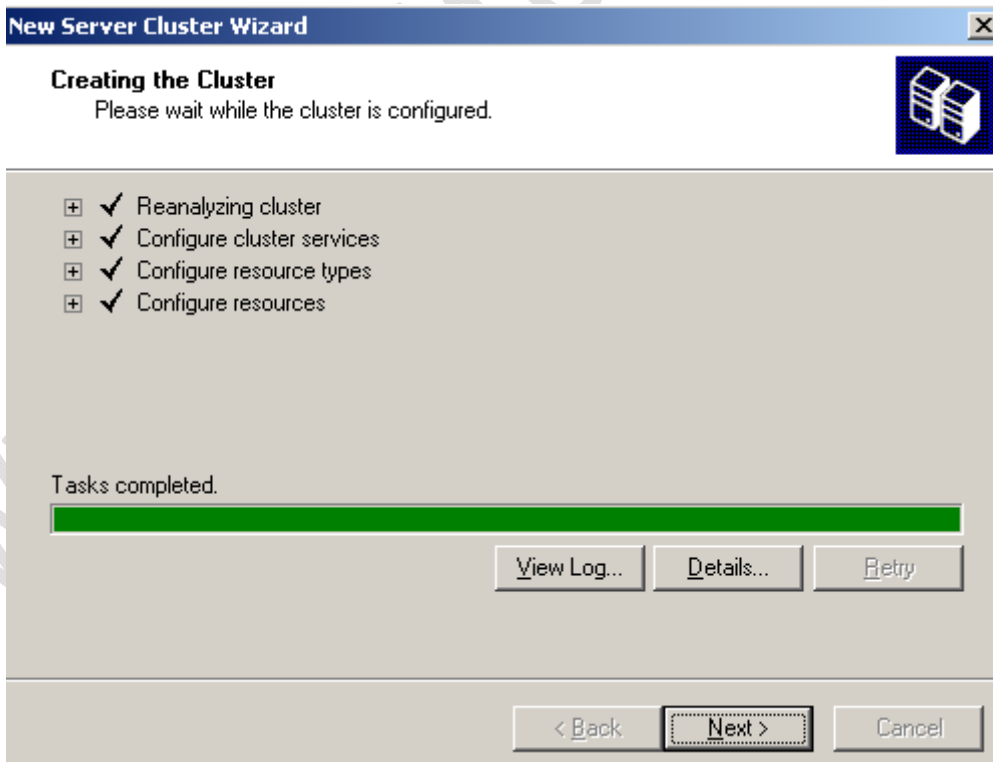 New Server Cluster Wizard
Creating the Cluster
Please wait while the cluster is configured.
Reanalyzing cluster
Configure cluster services
Configure resource types
Configure resources
Tasks completed.
View Log... Details... Retry
< Back Next > Cancel